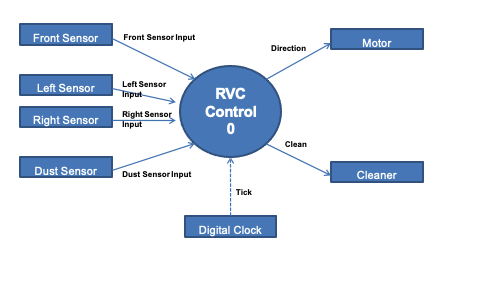 Front Sensor
Front Sensor Input
Direction
Motor
Left Sensor
Left Sensor
Input
RVC
Control
0
Right Sensor
Right Sensor
Input
Dust Sensor
Dust Sensor Input
Clean
Cleaner
Tick
Digital Clock